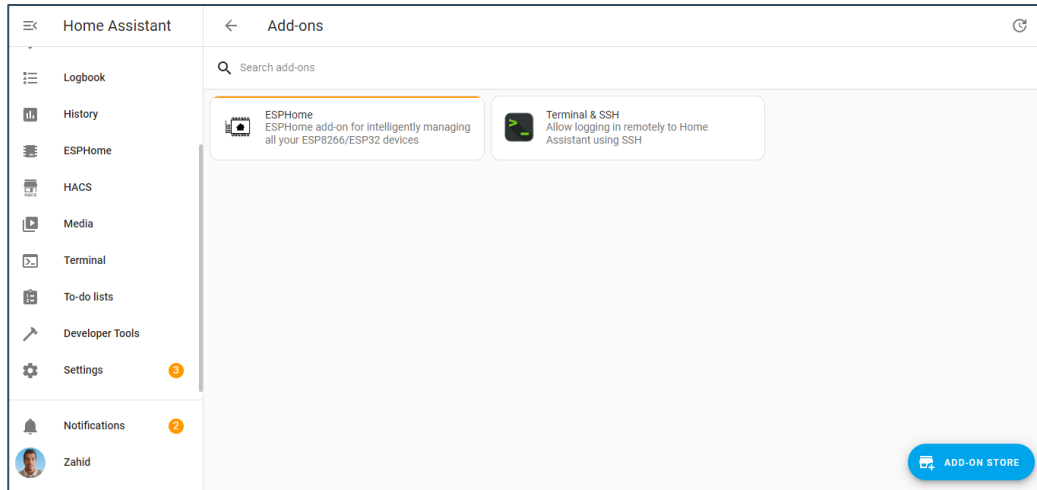 Home Assistant
Add-ons
Search add-ons
Logbook
History
ESPHome
HACS
HACS
Media
Terminal
To-do lists
Developer Tools
Settings
3
Notifications
2
Zahid
ESPHome
ESPHome add-on for intelligently managing
all your ESP8266/ESP32 devices
Terminal & SSH
Allow logging in remotely to Home
Assistant using SSH
ADD-ON STORE